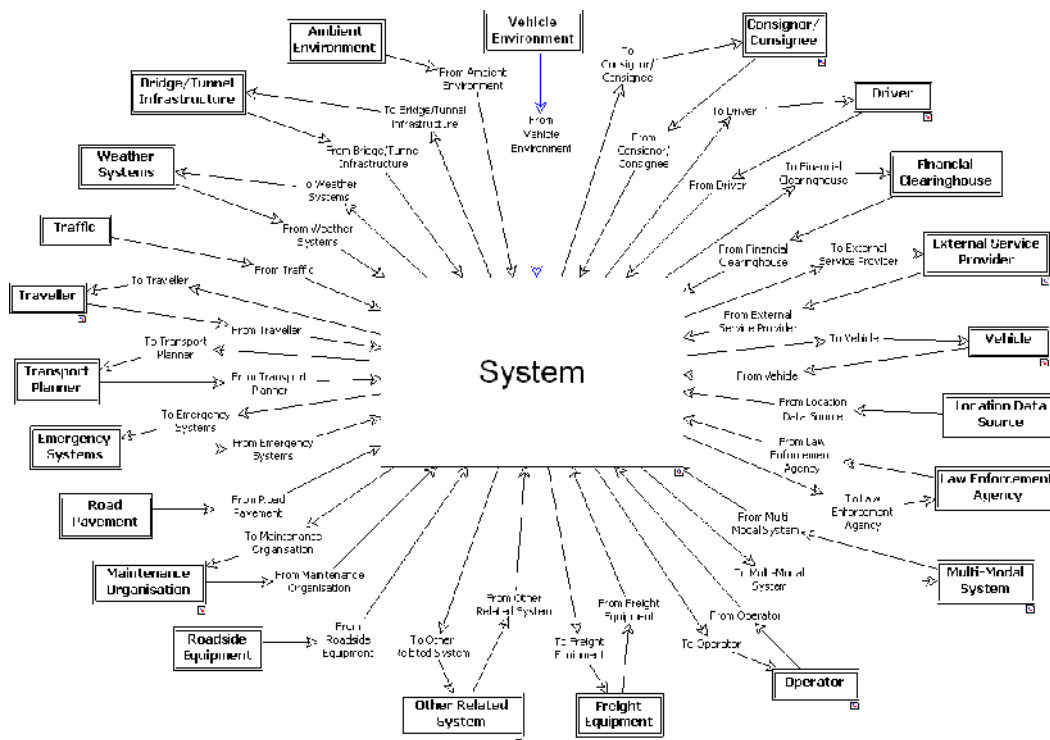 Ambient
Environment
Vehicle
Environment
Consignor/
Consignee
From Ambient
Environment
To
Consignor/
Consignee
Bridge/Tunnel
Infrastructure
To Bridge/Tunnel
Infrastructure
From
Vehicle
Environment
From
Consignor/
Consignee
To Driver
Driver
From Bridge/Tunnel
Infrastructure
Weather
Systems
To Weather
Systems
From Driver
To Financial
Clearinghouse
Financial
Clearinghouse
From Weather
Systems
Traffic
From Traffic
From Financial
Clearinghouse
To External
Service Provider
External Service
Provider
Traveller
To Traveller
From Traveller
From External
Service Provider
To Transport
Planner
To Vehicle
Vehicle
Transport
Planner
From Transport
Planner
System
From Vehicle
To Emergency
Systems
From Location
Data Source
Location Data
Source
Emergency
Systems
From Emergency
Systems
From Law
Enforcement
Agency
Law Enforcement
Agency
Road
Pavement
From Road
Pavement
To Law
Enforcement
Agency
From Multi
Modal System
To Maintenance
Organisation
Maintenance
Organisation
From Maintenance
Organisation
To Multi-Modal
System
Multi-Modal
System
From Other
Related System
From Freight
Equipment
From Operator
Roadside
Equipment
From
Roadside
Equipment
To Other
Related System
To Freight
Equipment
To Operator
Operator
Other Related
System
Freight
Equipment